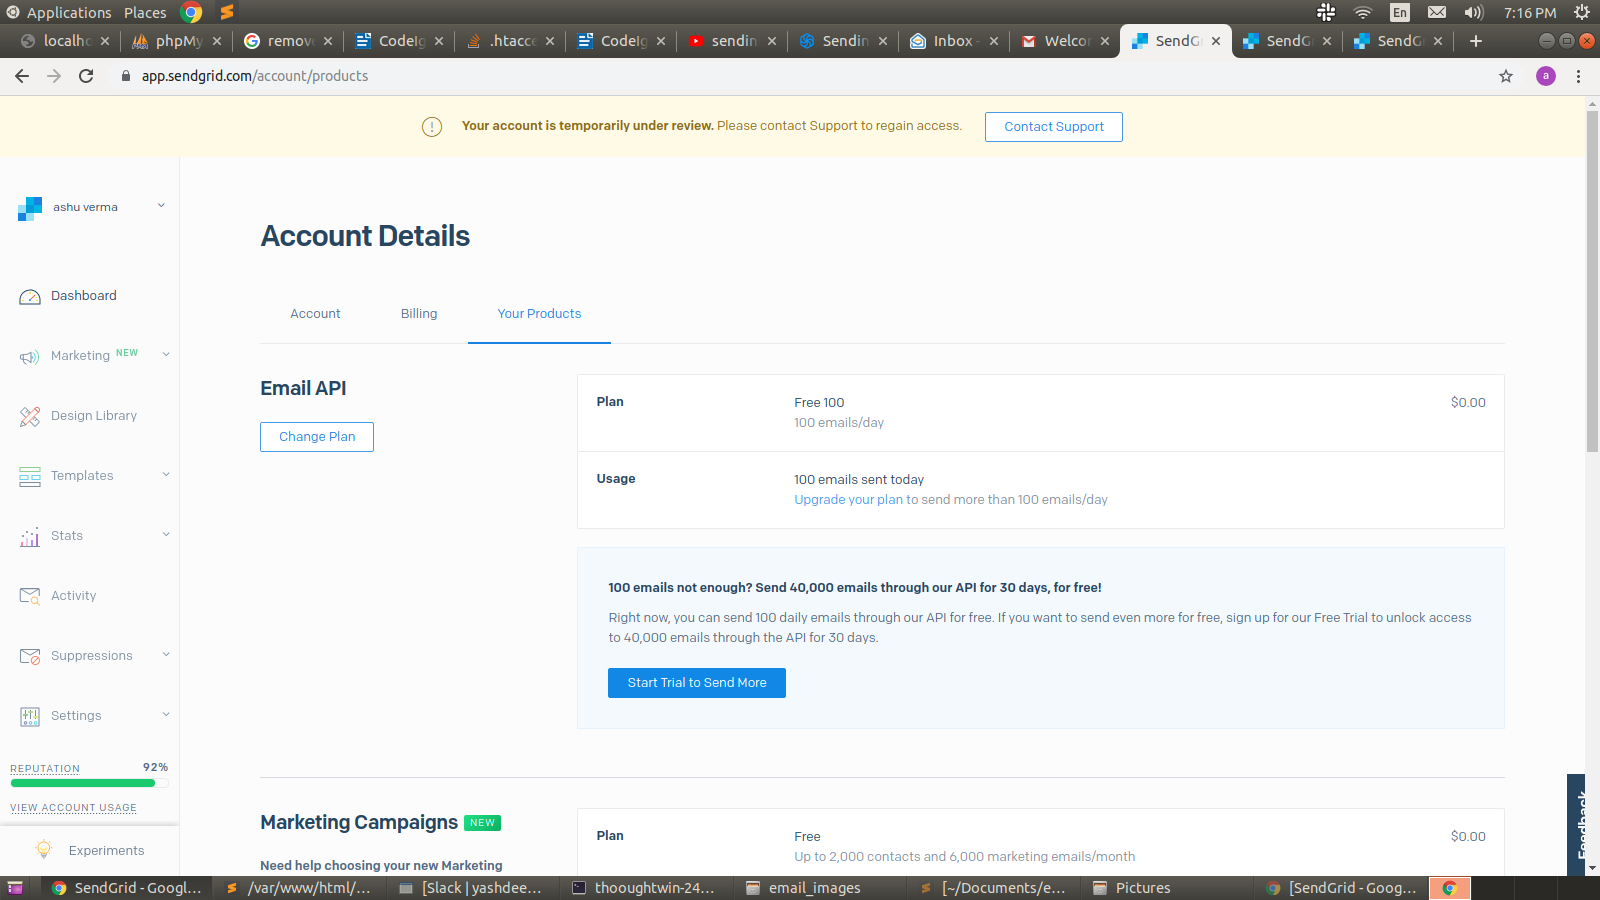 Applications Places En 7:16 PM
localho phpMy remove CodeIg .htacce CodeIg sendin Sendin Inbox - Welcom SendG SendG SendG
app.sendgrid.com/account/products a
Your account is temporarily under review. Please contact Support to regain access. Contact Support
ashu verma
Dashboard
Marketing NEW
Design Library
Templates
Stats
Activity
Suppressions
Settings
REPUTATION 92%
VIEW ACCOUNT USAGE
Experiments
Account Details
Account Billing Your Products
Email API
Change Plan
Plan Free 100 $0.00
100 emails/day
Usage 100 emails sent today
Upgrade your plan to send more than 100 emails/day
100 emails not enough? Send 40,000 emails through our API for 30 days, for free!
Right now, you can send 100 daily emails through our API for free. If you want to send even more for free, sign up for our Free Trial to unlock access
to 40,000 emails through the API for 30 days.
Start Trial to Send More
Marketing Campaigns NEW
Need help choosing your new Marketing
Plan Free $0.00
Up to 2,000 contacts and 6,000 marketing emails/month
Feedback
SendGrid - Googl... /var/www/html/... [Slack | yashdee... thooughtwin-24... email_images [~/Documents/e... Pictures [SendGrid - Goog...